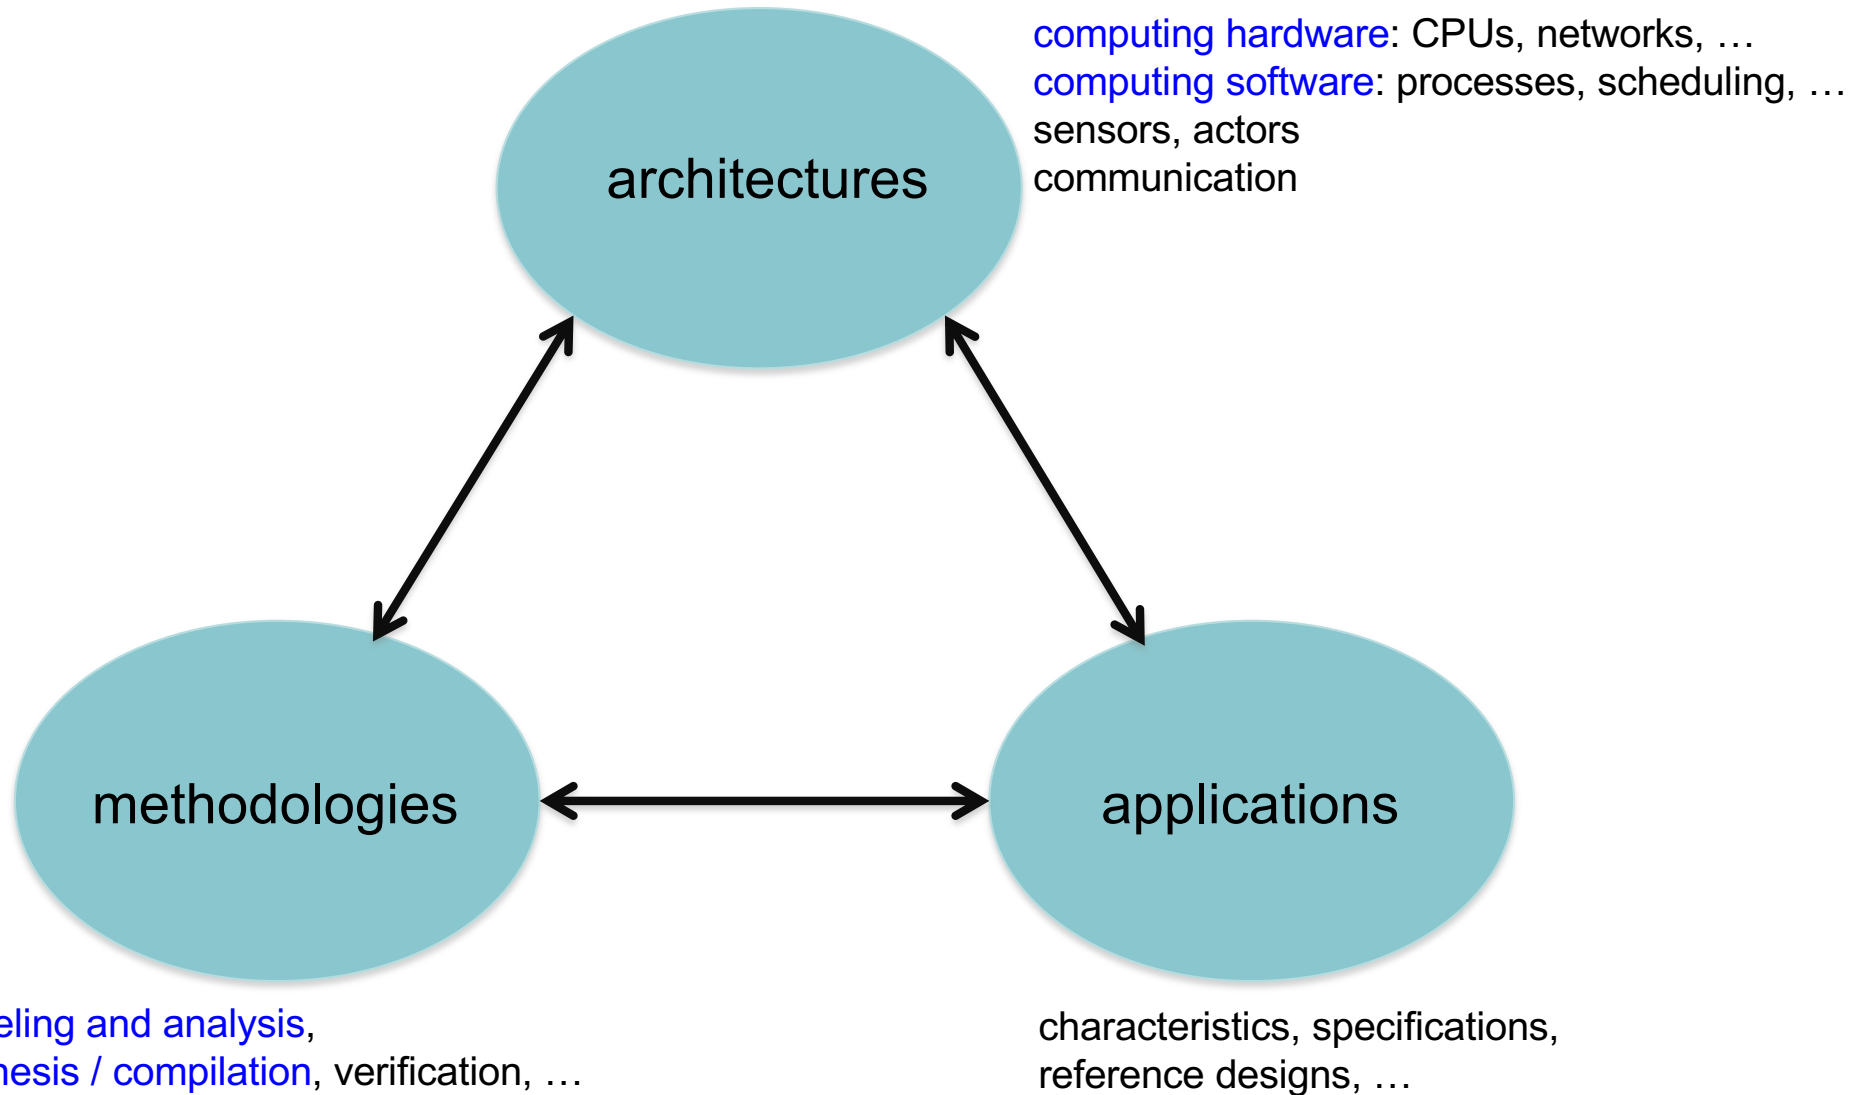 computing hardware: CPUs, networks, …
computing software: processes, scheduling, …
sensors, actors
communication
architectures
methodologies
applications
eling and analysis,
nesis / compilation, verification, …
characteristics, specifications,
reference designs, …